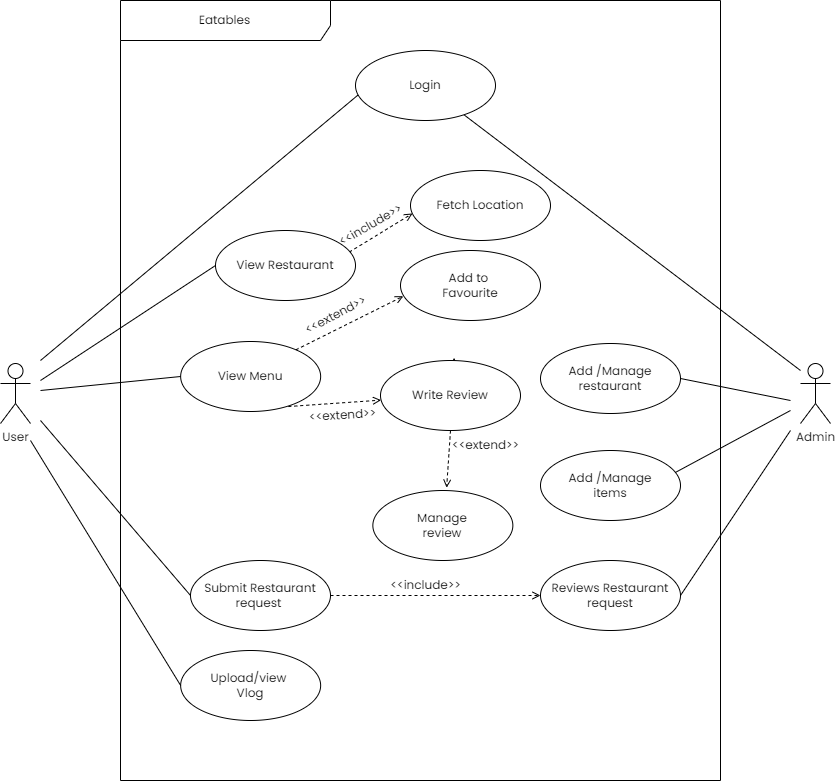 Eatables
Login
Fetch Location
<<include>>
View Restaurant
Add to
Favourite
<<extend>>
View Menu
Write Review
<<extend>>
Add /Manage
restaurant
User
Admin
<<extend>>
Add /Manage
items
Manage
review
Submit Restaurant
request
<<include>>
Reviews Restaurant
request
Upload/view
Vlog